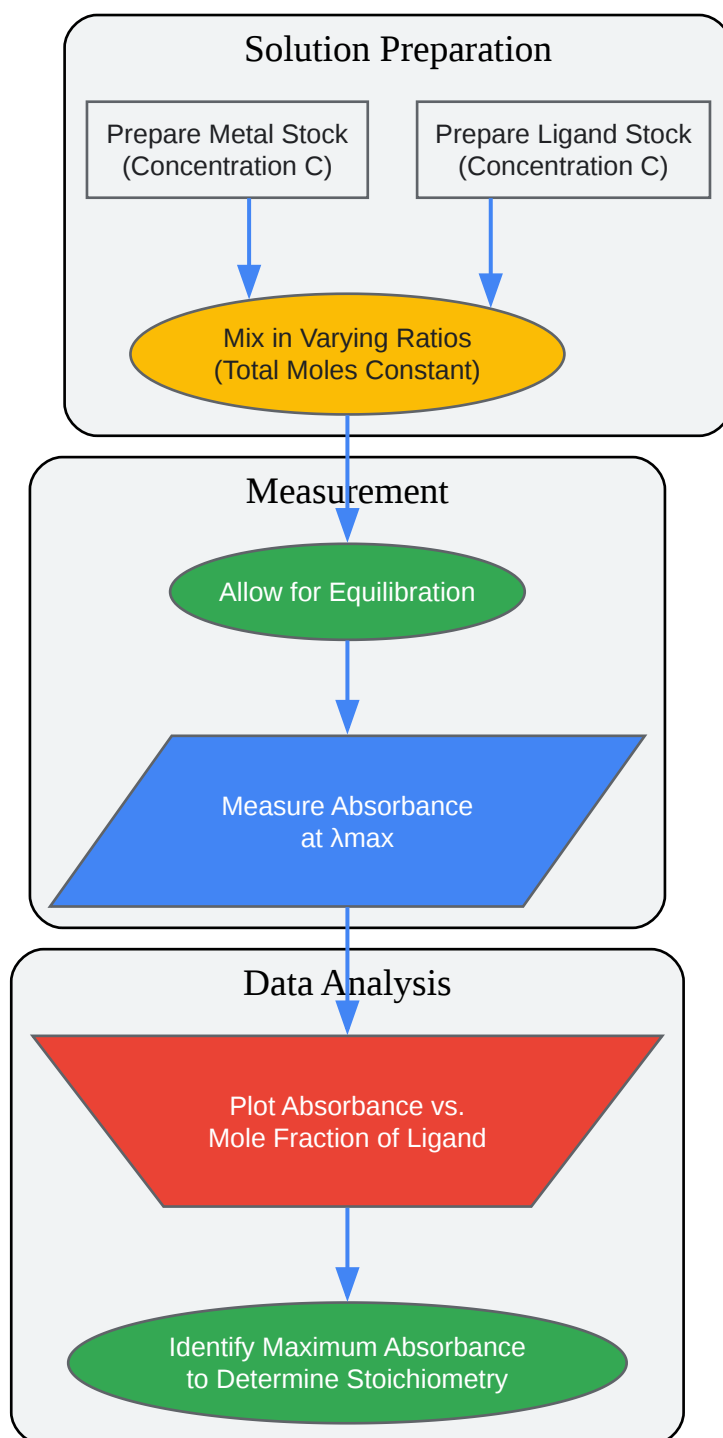 Solution Preparation
Prepare Metal Stock
(Concentration C)
Prepare Ligand Stock
(Concentration C)
Mix in Varying Ratios
(Total Moles Constant)
Measurement
Allow for Equilibration
Measure Absorbance
at λmax
Data Analysis
Plot Absorbance vs.
Mole Fraction of Ligand
Identify Maximum Absorbance
to Determine Stoichiometry